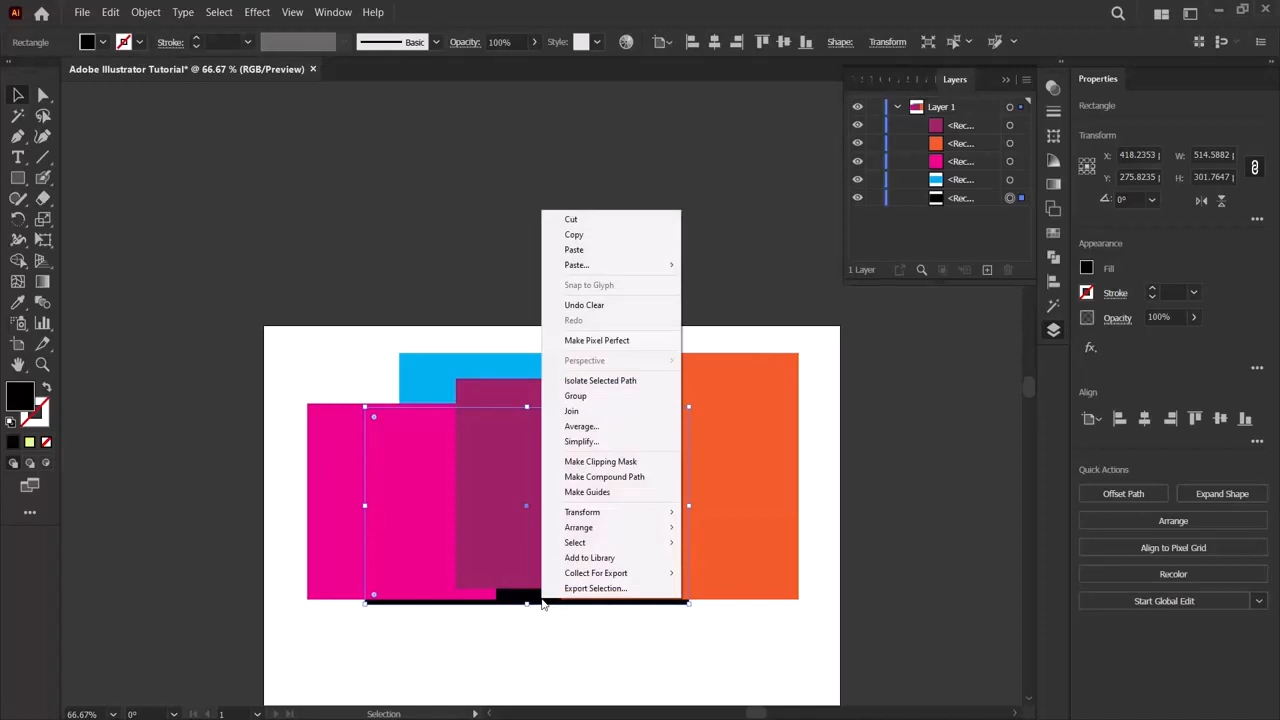 Ai File Edit Object Type Select Effect View Window Help
Rectangle Stroke: Basic Opacity: 100% Style: Shape Transform
Adobe Illustrator Tutorial* @ 66.67 % (RGB/Preview) ×
Layers
Layer 1
<Rec...
<Rec...
<Rec...
<Rec...
<Rec...
1 Layer
Properties
Rectangle
Transform
X: 418.2353 W: 514.5882
Y: 275.8235 H: 301.7647
0°
Appearance
Fill
Stroke
Opacity 100%
fx.
Align
Quick Actions
Offset Path Expand Shape
Arrange
Align to Pixel Grid
Recolor
Start Global Edit
Cut
Copy
Paste
Paste...
Snap to Glyph
Undo Clear
Redo
Make Pixel Perfect
Perspective
Isolate Selected Path
Group
Join
Average...
Simplify...
Make Clipping Mask
Make Compound Path
Make Guides
Transform
Arrange
Select
Add to Library
Collect For Export
Export Selection...
66.67% 0° 1 Selection